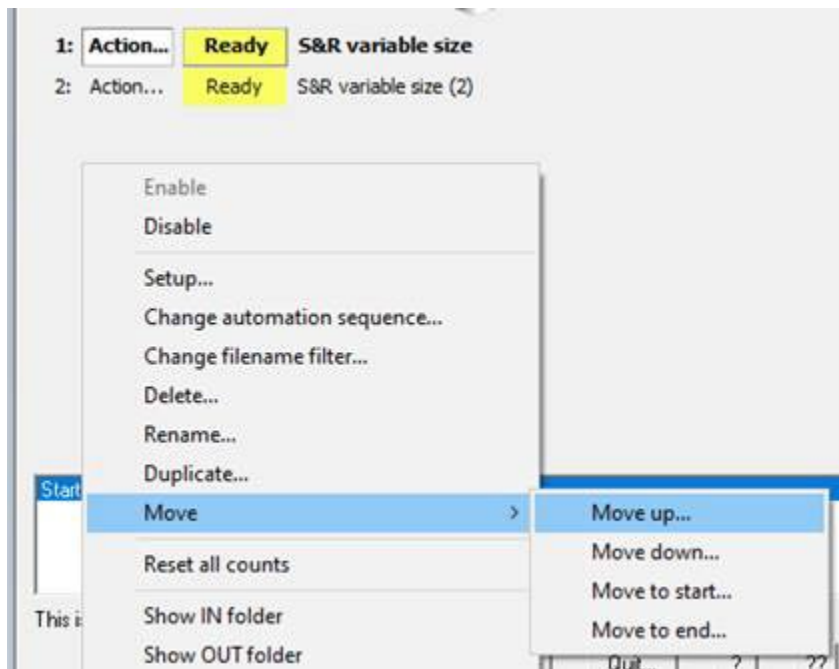 1: Action... Ready S&R variable size
2: Action... Ready S&R variable size (2)
Enable
Disable
Setup...
Change automation sequence...
Change filename filter...
Delete...
Rename...
Duplicate...
Start
Move > Move up...
Move down...
Reset all counts
Move to start...
This i
Show IN folder
Move to end...
Show OUT folder
Quit... ? ??